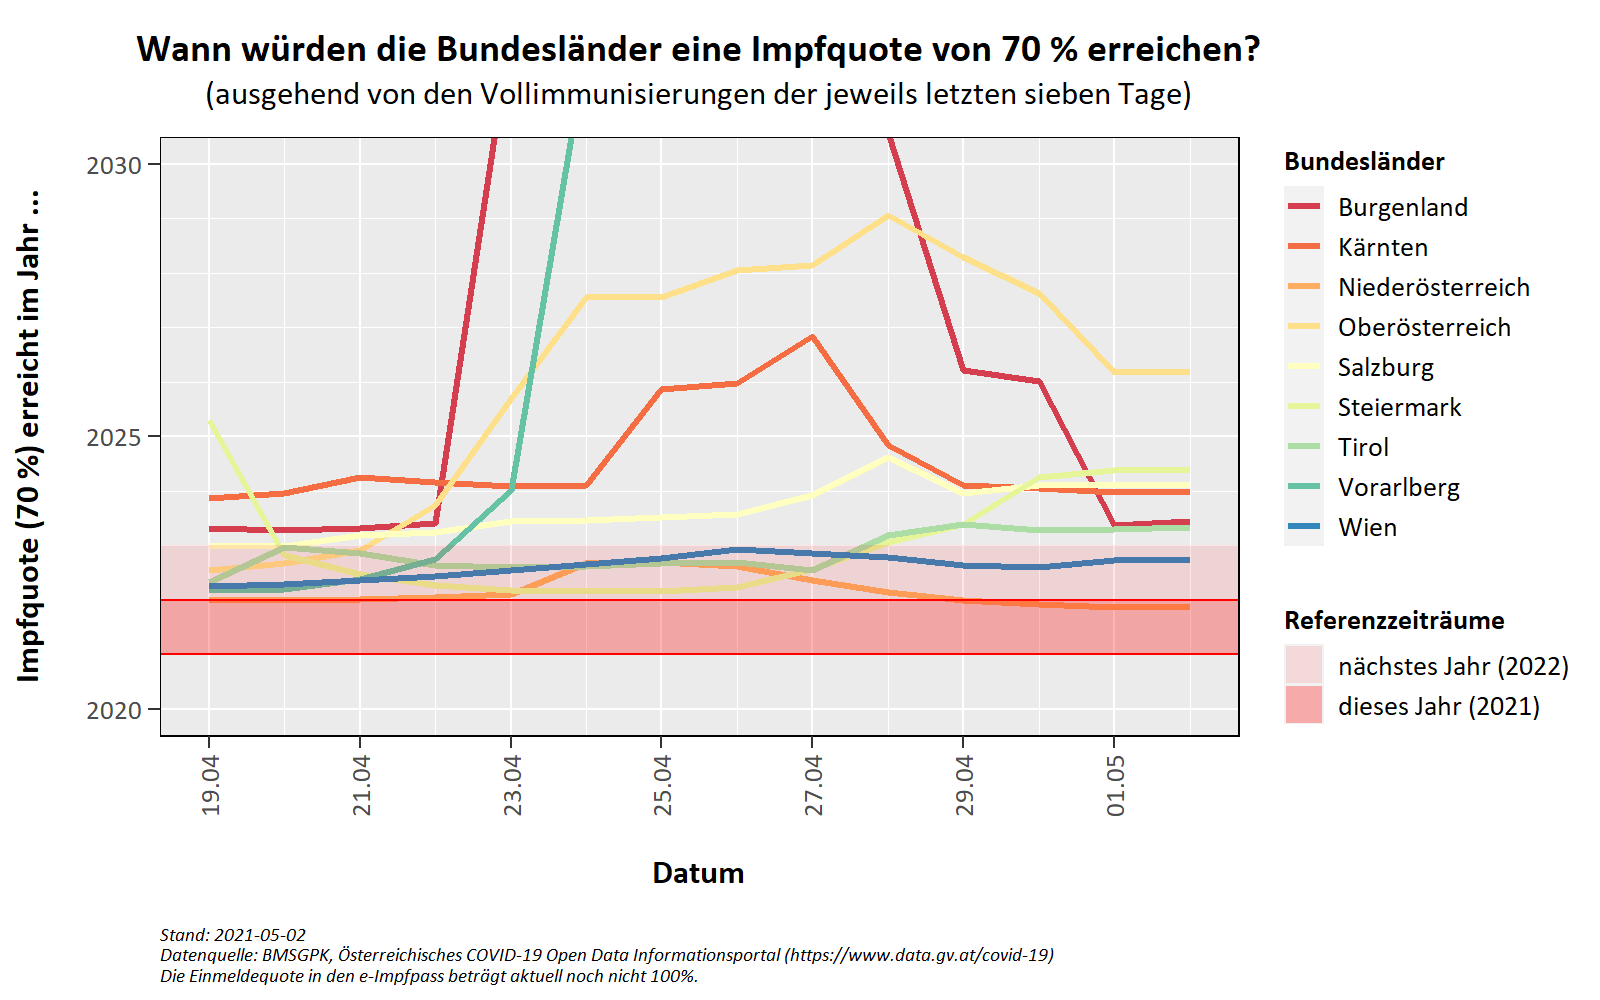 Wann würden die Bundesländer eine Impfquote von 70 % erreichen?
(ausgehend von den Vollimmunisierungen der jeweils letzten sieben Tage)
Impfquote (70 %) erreicht im Jahr ...
2030
2025
2020
19.04
21.04
23.04
25.04
27.04
29.04
01.05
Datum
Bundesländer
Burgenland
Kärnten
Niederösterreich
Oberösterreich
Salzburg
Steiermark
Tirol
Vorarlberg
Wien
Referenzzeiträume
nächstes Jahr (2022)
dieses Jahr (2021)
Stand: 2021-05-02
Datenquelle: BMSGPK, Österreichisches COVID-19 Open Data Informationsportal (https://www.data.gv.at/covid-19)
Die Einmeldequote in den e-Impfpass beträgt aktuell noch nicht 100%.